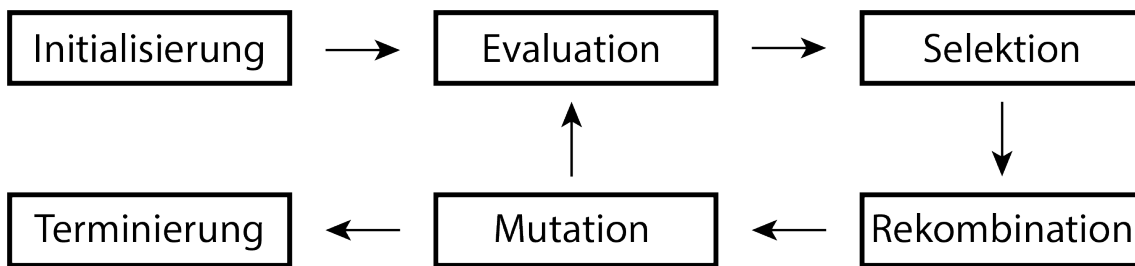 Initialisierung
Evaluation
Selektion
Terminierung
Mutation
Rekombination